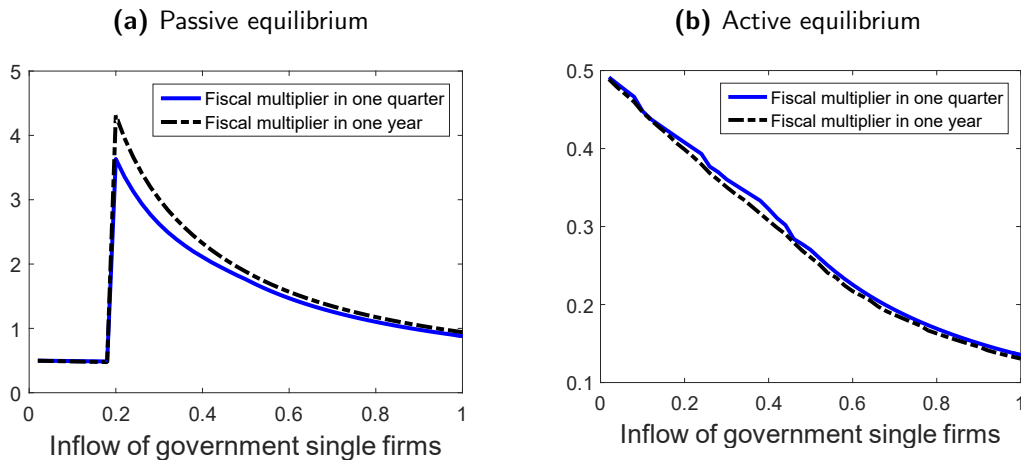 (a) Passive equilibrium
5
4
3
2
1
0
Fiscal multiplier in one quarter
Fiscal multiplier in one year
0 0.2 0.4 0.6 0.8 1
Inflow of government single firms
(b) Active equilibrium
0.5
0.4
0.3
0.2
0.1
Fiscal multiplier in one quarter
Fiscal multiplier in one year
0 0.2 0.4 0.6 0.8 1
Inflow of government single firms